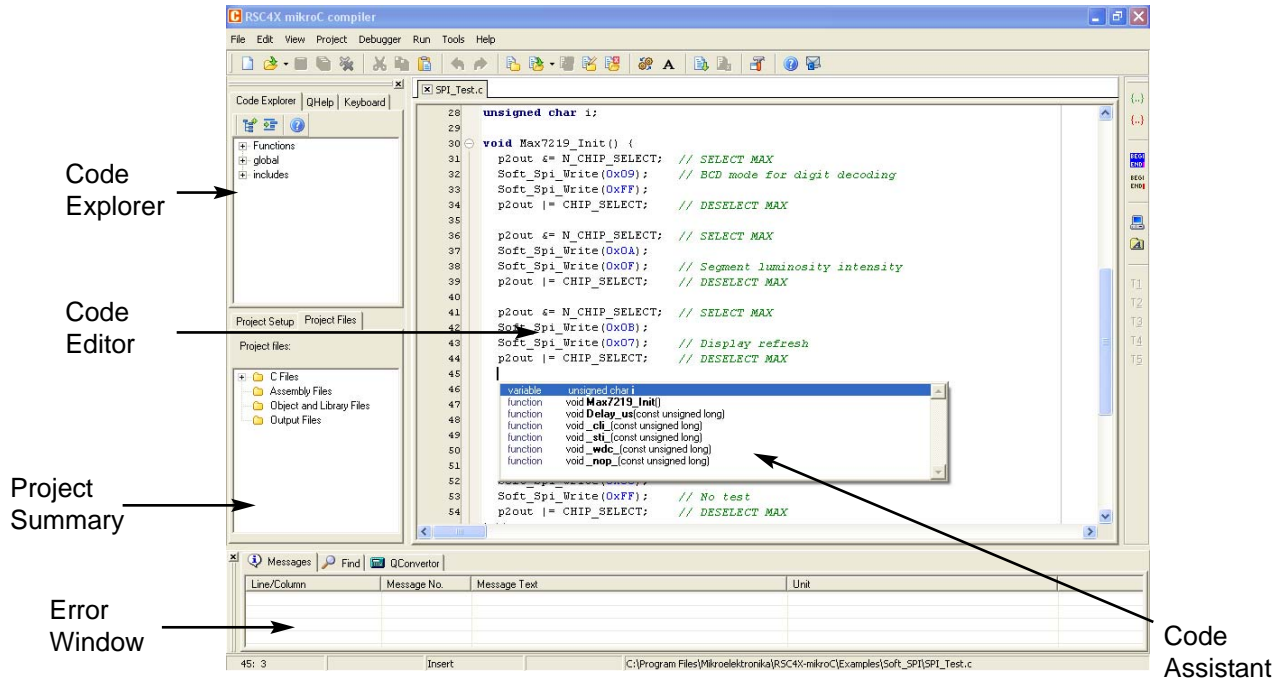 RSC4X mikroC compiler
File Edit View Project Debugger Run Tools Help
SPI_Test.c
Code Explorer QHelp Keyboard
Functions
global
includes
Code
Explorer
28 unsigned char i;
29
30 void Max7219_Init() {
31 p2out &= N_CHIP_SELECT; // SELECT MAX
32 Soft_Spi_Write(0x09); // BCD mode for digit decoding
33 Soft_Spi_Write(0xFF);
34 p2out |= CHIP_SELECT; // DESELECT MAX
35
36 p2out &= N_CHIP_SELECT; // SELECT MAX
37 Soft_Spi_Write(0x0A);
38 Soft_Spi_Write(0x0F); // Segment luminosity intensity
39 p2out |= CHIP_SELECT; // DESELECT MAX
40
41 p2out &= N_CHIP_SELECT; // SELECT MAX
42 Soft_Spi_Write(0x0B);
43 Soft_Spi_Write(0x07); // Display refresh
44 p2out |= CHIP_SELECT; // DESELECT MAX
45
46
47
48
49
50
51
52
53 Soft_Spi_Write(0xFF); // No test
54 p2out |= CHIP_SELECT; // DESELECT MAX
variable unsigned char i
function void Max7219_Init()
function void Delay_us(const unsigned long)
function void _cli_(const unsigned long)
function void _sti_(const unsigned long)
function void _wdc_(const unsigned long)
function void _nop_(const unsigned long)
Code
Editor
Project Setup Project Files
Project files:
C Files
Assembly Files
Object and Library Files
Output Files
Project
Summary
{..}
{..}
BEGI
END
BEGI
END
T1
T2
T3
T4
T5
Messages Find QConvertor
Line/Column Message No. Message Text Unit
Error
Window
Code
Assistant
45: 3 Insert C:\Program Files\Mikroelektronika\RSC4X-mikroC\Examples\Soft_SPI\SPI_Test.c